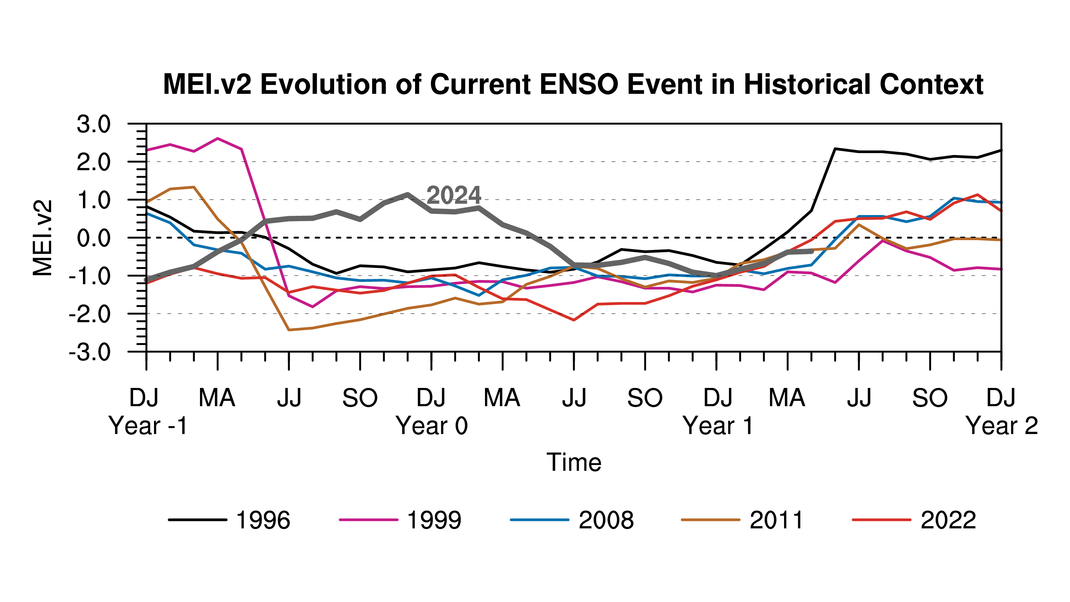 MEI.v2 Evolution of Current ENSO Event in Historical Context
3.0
2.0
1.0
0.0
-1.0
-2.0
-3.0
MEI.v2
2024
DJ MA JJ SO DJ MA JJ SO DJ MA JJ SO DJ
Year -1 Year 0 Year 1 Year 2
Time
1996 1999 2008 2011 2022